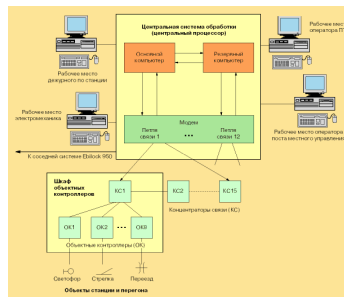 Центральная система обработки
(центральный процессор)
Основной
компьютер
Резервный
компьютер
Рабочее место
дежурного по станции
Рабочее мест
оператора ПТ
Рабочее место
электромеханика
Рабочее место оператора
поста местного управления
Модем
Петля
связи 1
•••
Петля
связи 12
К соседней системе Ebilock 950
Шкаф
объектных
контроллеров
КС1
КС2
КС15
Концентраторы связи (КС)
ОК1
ОК2
•••
ОК8
Объектные контроллеры (ОК)
Светофор
Стрелка
Переезд
Объекты станции и перегона